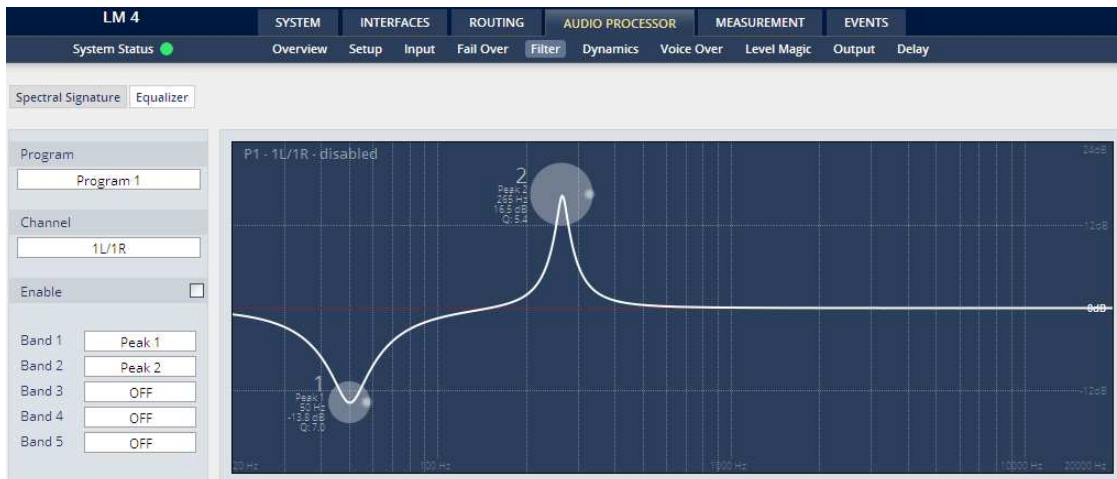 LM 4
SYSTEM INTERFACES ROUTING AUDIO PROCESSOR MEASUREMENT EVENTS
System Status
Overview Setup Input Fail Over Filter Dynamics Voice Over Level Magic Output Delay
Spectral Signature Equalizer
Program
Program 1
Channel
1L/1R
Enable
Band 1 Peak 1
Band 2 Peak 2
Band 3 OFF
Band 4 OFF
Band 5 OFF
P1 - 1L/1R - disabled
24dB
2
Peak 2
265 Hz
16.5 dB
Q: 5.4
-12dB
0dB
1
Peak 1
50 Hz
-13.8 dB
Q: 7.0
-12dB
20 Hz 100 Hz 1000 Hz 10000 Hz 20000 Hz